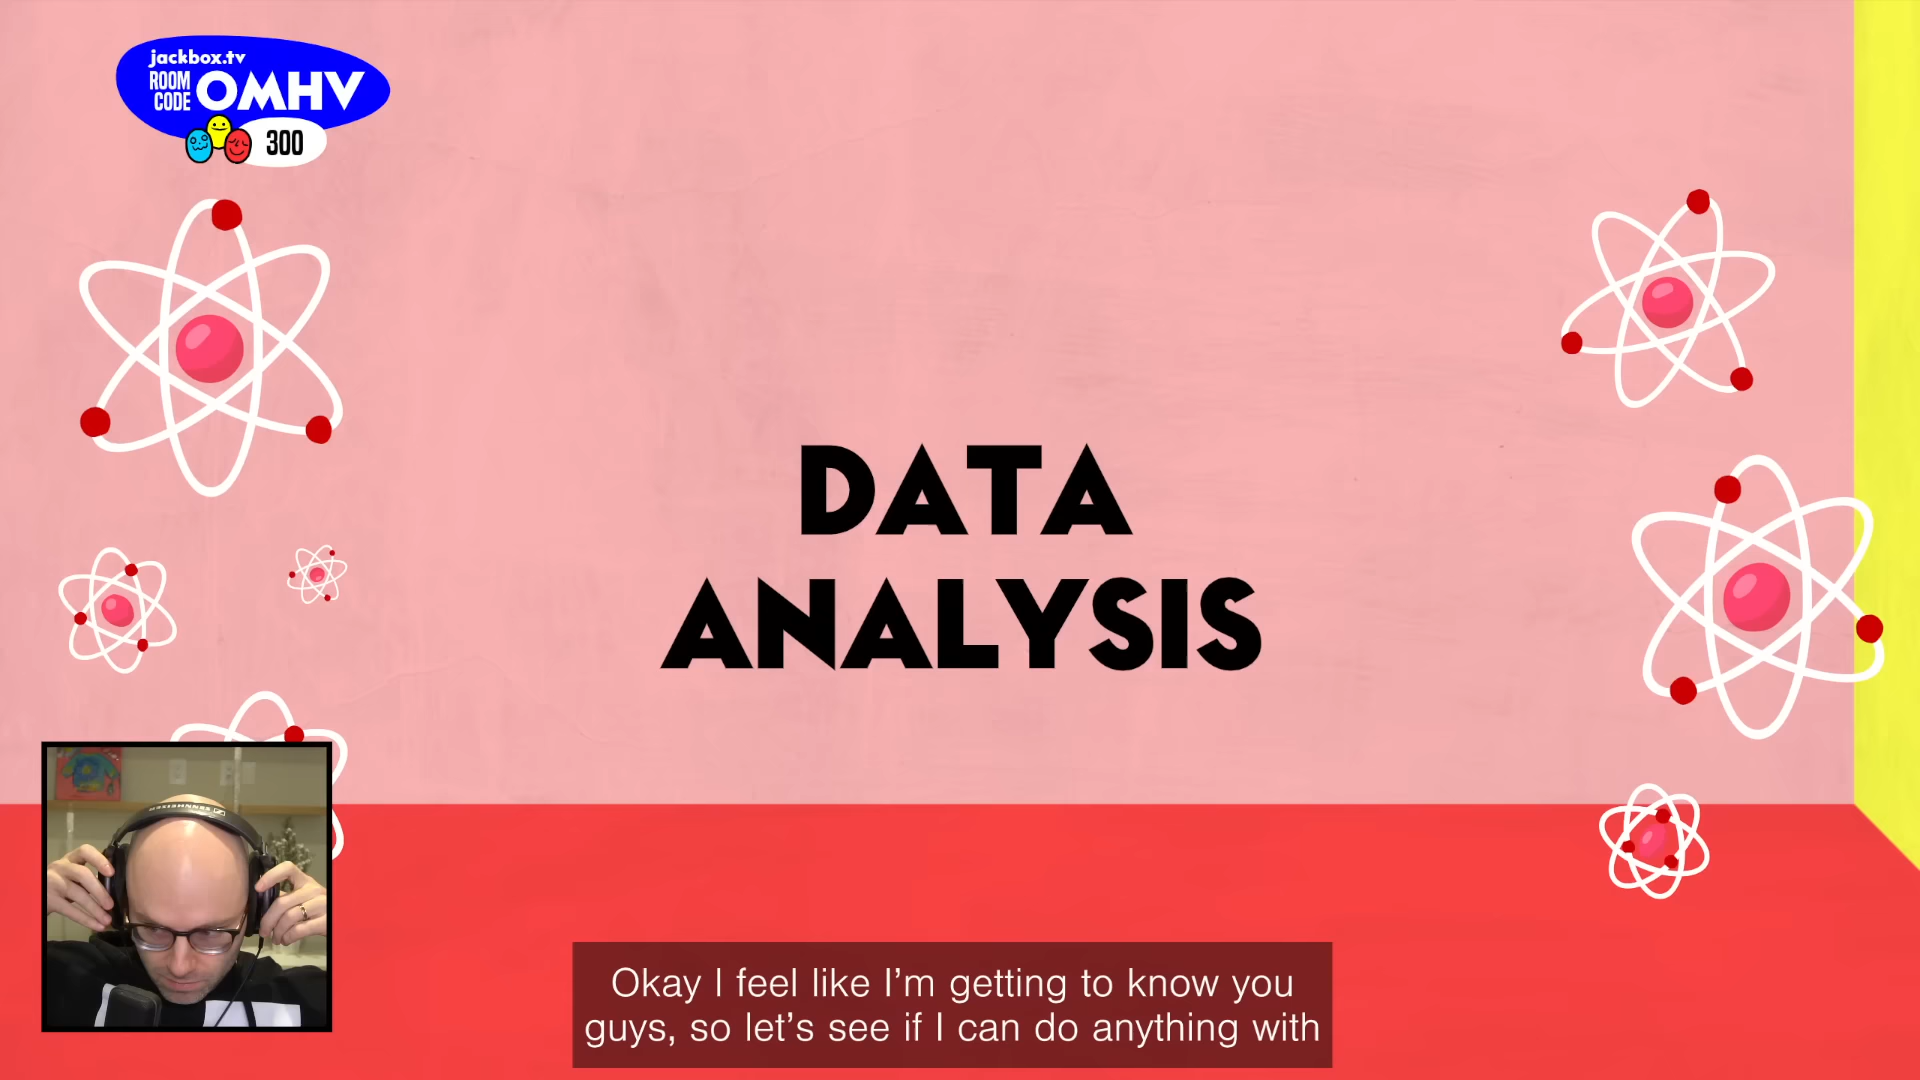 jackbox.tv
ROOM
CODE
OMHV
300
DATA
ANALYSIS
SENNHEISER
Okay I feel like I'm getting to know you
guys, so let's see if I can do anything with